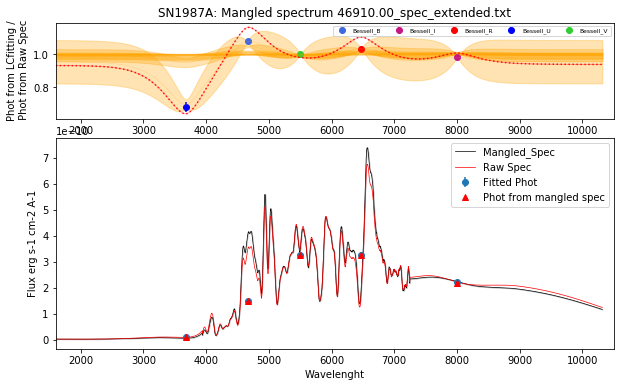 SN1987A: Mangled spectrum 46910.00_spec_extended.txt
Phot from LCfitting /
Phot from Raw Spec
1.0
0.8
Bessell_B
Bessell_I
Bessell_R
Bessell_U
Bessell_V
2000 3000 4000 5000 6000 7000 8000 9000 10000
1e−10
Flux erg s-1 cm-2 A-1
7
6
5
4
3
2
1
0
Mangled_Spec
Raw Spec
Fitted Phot
Phot from mangled spec
2000 3000 4000 5000 6000 7000 8000 9000 10000
Wavelenght